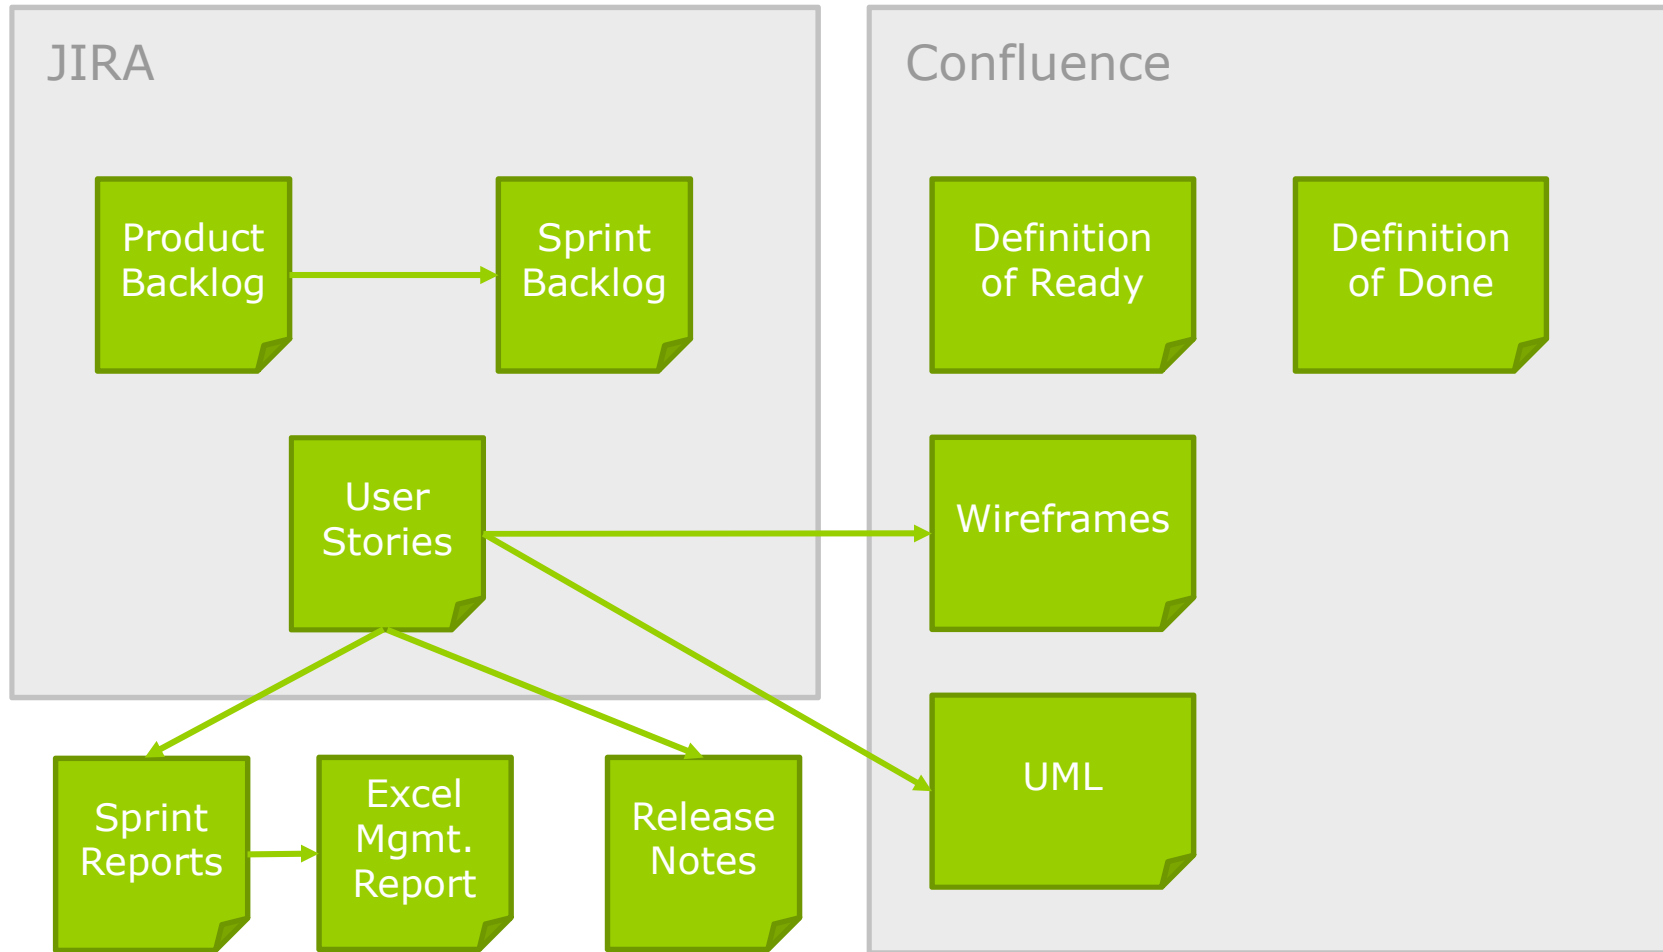 JIRA
Product
Backlog
Sprint
Backlog
User
Stories
Sprint
Reports
Excel
Mgmt.
Report
Release
Notes
Confluence
Definition
of Ready
Definition
of Done
Wireframes
UML